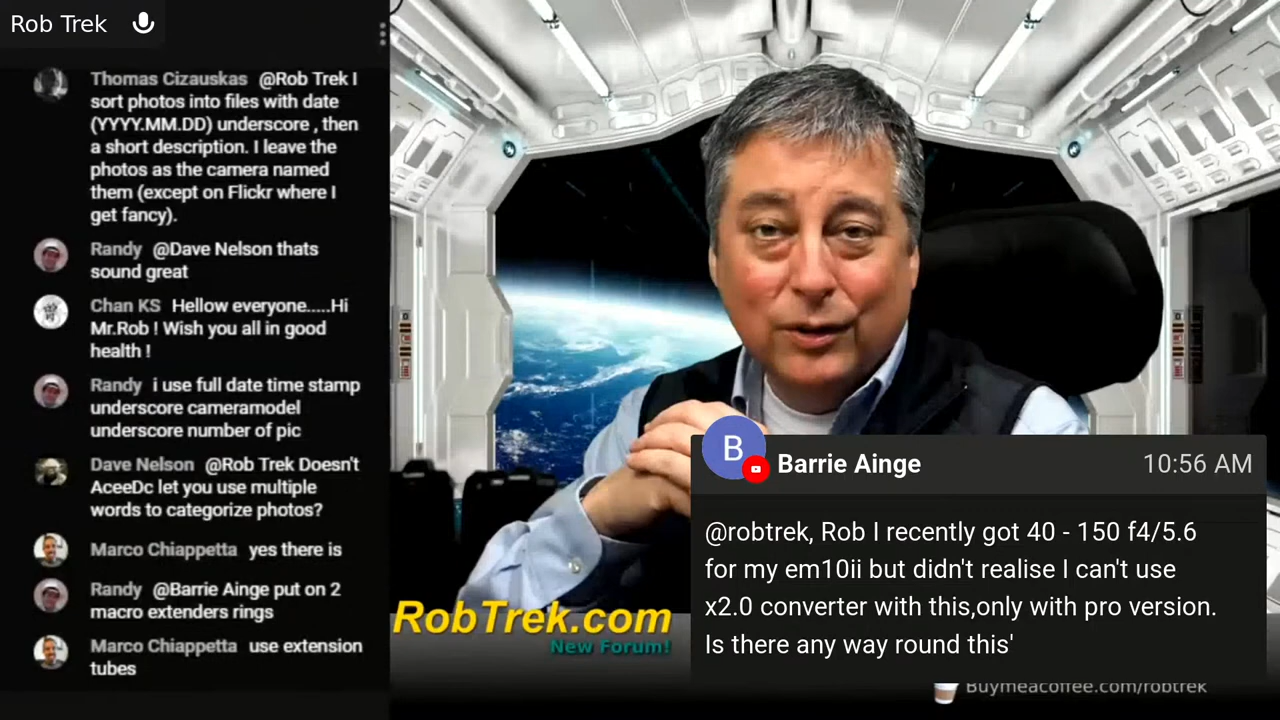 Rob Trek
Thomas Cizauskas @Rob Trek I
sort photos into files with date
(YYYY.MM.DD) underscore , then
a short description. I leave the
photos as the camera named
them (except on Flickr where I
get fancy).
Randy @Dave Nelson thats
sound great
Chan KS Hellow everyone.....Hi
Mr.Rob ! Wish you all in good
health !
Randy i use full date time stamp
underscore cameramodel
underscore number of pic
Dave Nelson @Rob Trek Doesn't
AceeDc let you use multiple
words to categorize photos?
Marco Chiappetta yes there is
Randy @Barrie Ainge put on 2
macro extenders rings
Marco Chiappetta use extension
tubes
RobTrek.com
New Forum!
B
Barrie Ainge 10:56 AM
@robtrek, Rob I recently got 40 - 150 f4/5.6
for my em10ii but didn't realise I can't use
x2.0 converter with this,only with pro version.
Is there any way round this'
Buymeacoffee.com/robtrek